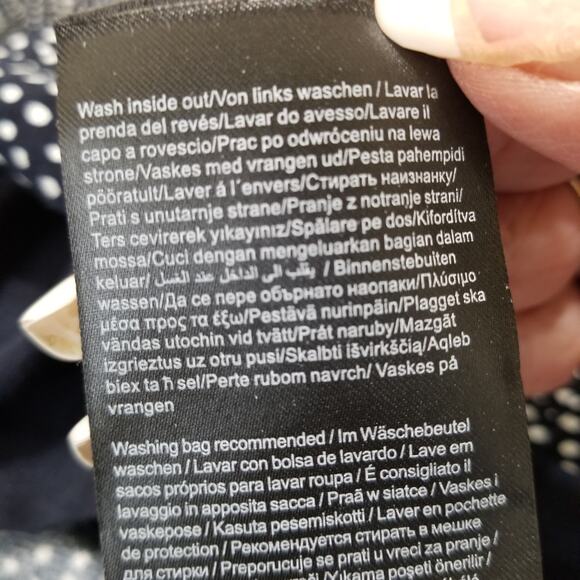 Wash inside out/Von links waschen / Lavar la
prenda del revés/Lavar do avesso/Lavare il
capo a rovescio/Prac po odwróceniu na lewa
strone/Vaskes med vrangen ud/Pesta pahempidi
pööratult/Laver á l'envers/Стирать наизнанку/
Prati s unutarnje strane/Pranje z notranje strani/
Ters cevirerek yıkayınız/Spălare pe dos/Kifordítva
mossa/Cuci dengan mengeluarkan bagian dalam
keluar/ يقلب الى الداخل عند الغسل / Binnenstebuiten
wassen/Да се пере обърнато наопаки/Πλύσιμο
μέσα προς τα έξω/Pestävä nurinpäin/Plagget ska
vändas utochin vid tvätt/Prát naruby/Mazgāt
izgrieztus uz otru pusi/Skalbti išvirkščią/Aqleb
biex ta ħ sel/Perte rubom navrch/ Vaskes på
vrangen
Washing bag recommended / Im Wäschebeutel
waschen / Lavar con bolsa de lavardo / Lave em
sacos próprios para lavar roupa / É consigliato il
lavaggio in apposita sacca / Praã w siatce / Vaskes i
vaskepose / Kasuta pesemiskotti / Laver en pochette
de protection / Рекомендуется стирать в мешке
для стирки / Preporucuje se prati u vreci za pranje /
Yıkama poşeti önerilir /